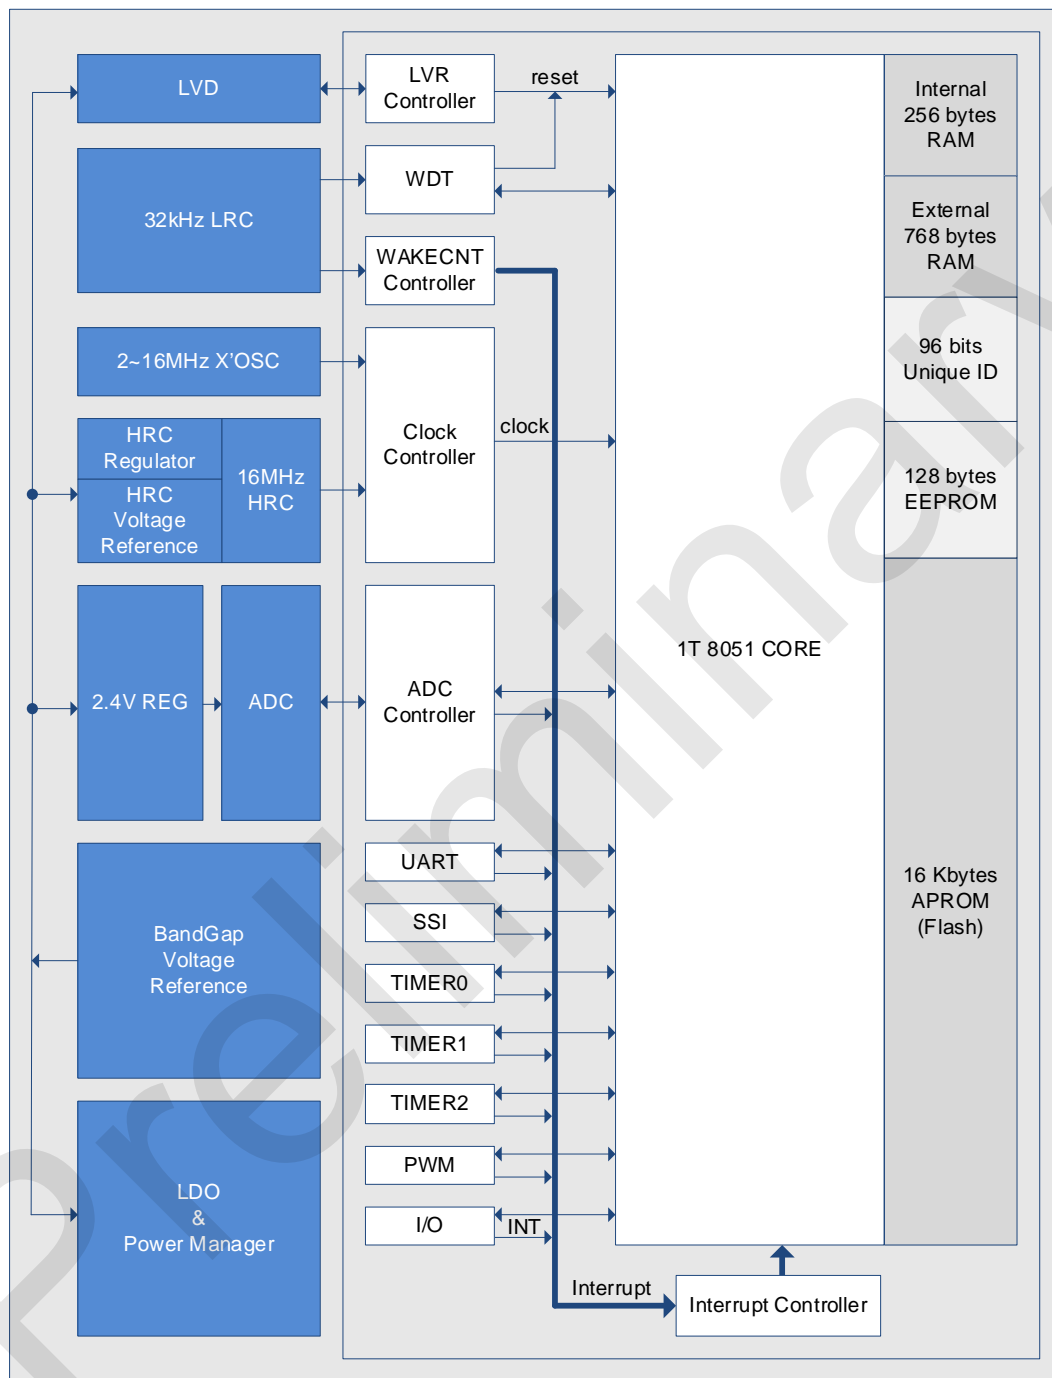 LVD
LVR
Controller
reset
Internal
256 bytes
RAM
32kHz LRC
WDT
External
768 bytes
RAM
WAKECNT
Controller
2~16MHz X'OSC
96 bits
Unique ID
HRC
Regulator
HRC
Voltage
Reference
16MHz
HRC
Clock
Controller
clock
128 bytes
EEPROM
2.4V REG
ADC
ADC
Controller
1T 8051 CORE
UART
SSI
TIMER0
TIMER1
TIMER2
PWM
I/O
INT
BandGap
Voltage
Reference
16 Kbytes
APROM
(Flash)
LDO
&
Power Manager
Interrupt
Interrupt Controller
Preliminary